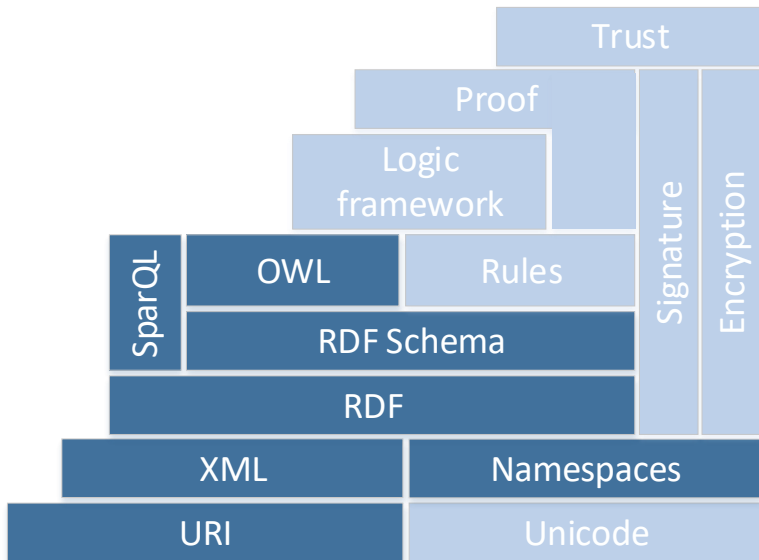 Trust
Proof
Logic
framework
Signature
Encryption
SparQL
OWL
Rules
RDF Schema
RDF
XML
Namespaces
URI
Unicode